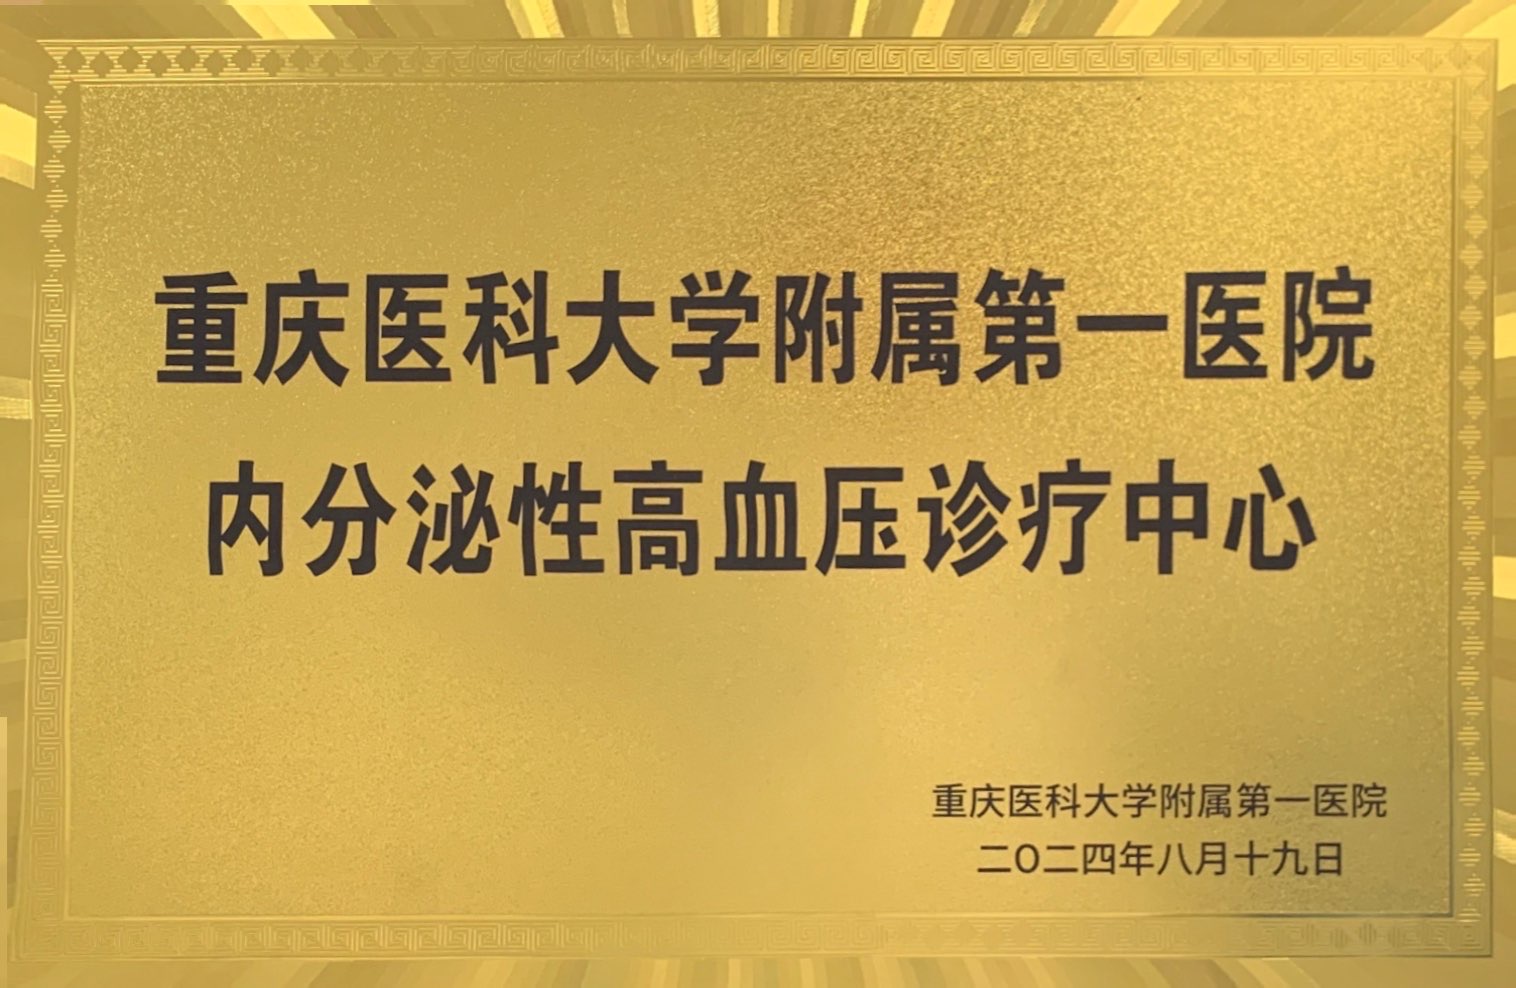 重庆医科大学附属第一医院
内分泌性高血压诊疗中心
重庆医科大学附属第一医院
二O二四年八月十九日